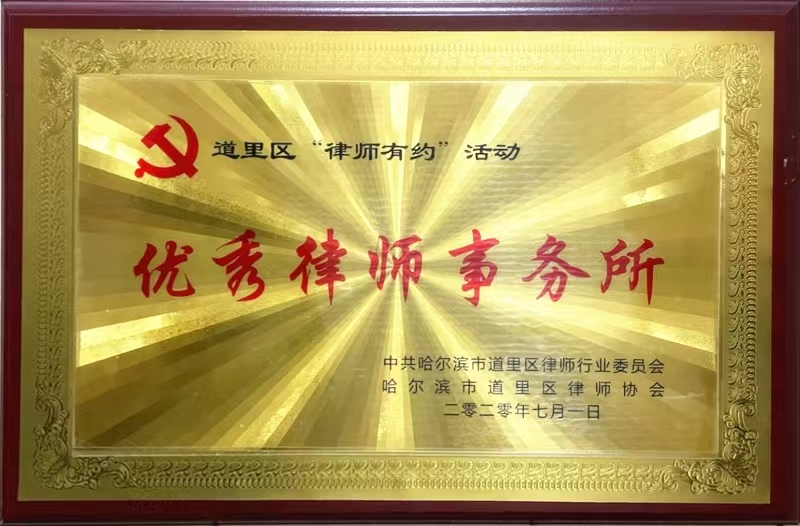 道里区“律师有约”活动
优秀律师事务所
中共哈尔滨市道里区律师行业委员会
哈尔滨市道里区律师协会
二零二零年七月一日